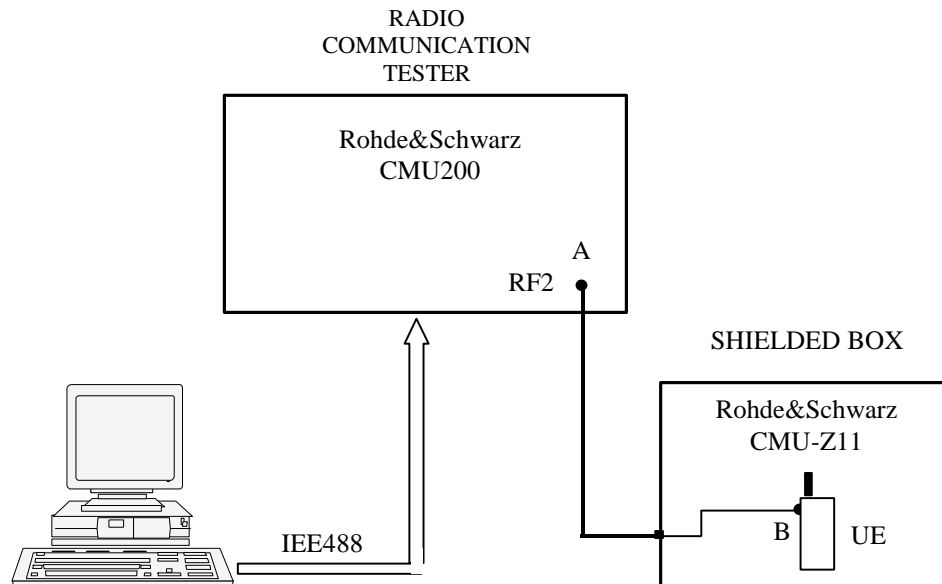 RADIO
COMMUNICATION
TESTER
Rohde&Schwarz
CMU200
A
RF2
SHIELDED BOX
Rohde&Schwarz
CMU-Z11
B
UE
IEE488